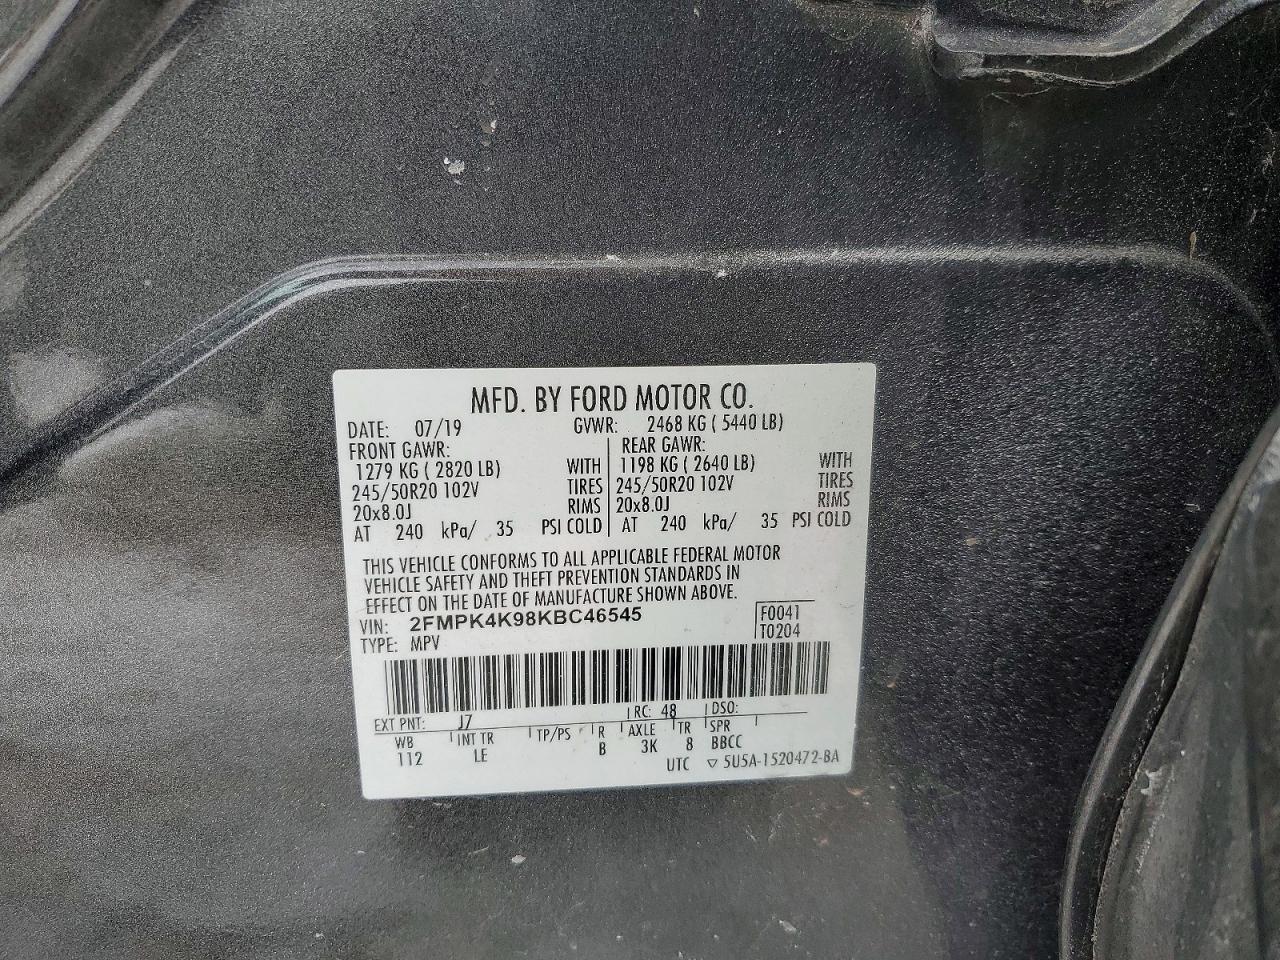 MFD. BY FORD MOTOR CO.
DATE: 07/19 GVWR: 2468 KG ( 5440 LB)
FRONT GAWR: REAR GAWR:
1279 KG ( 2820 LB) WITH 1198 KG ( 2640 LB) WITH
245/50R20 102V TIRES 245/50R20 102V TIRES
20x8.0J RIMS 20x8.0J RIMS
AT 240 kPa/ 35 PSI COLD AT 240 kPa/ 35 PSI COLD
THIS VEHICLE CONFORMS TO ALL APPLICABLE FEDERAL MOTOR
VEHICLE SAFETY AND THEFT PREVENTION STANDARDS IN
EFFECT ON THE DATE OF MANUFACTURE SHOWN ABOVE.
VIN: 2FMPK4K98KBC46545 F0041
TYPE: MPV T0204
EXT PNT: J7 RC: 48 DSO:
WB INT TR TP/PS R AXLE TR SPR
112 LE B 3K 8 BBCC
UTC ▽ 5U5A-1520472-BA